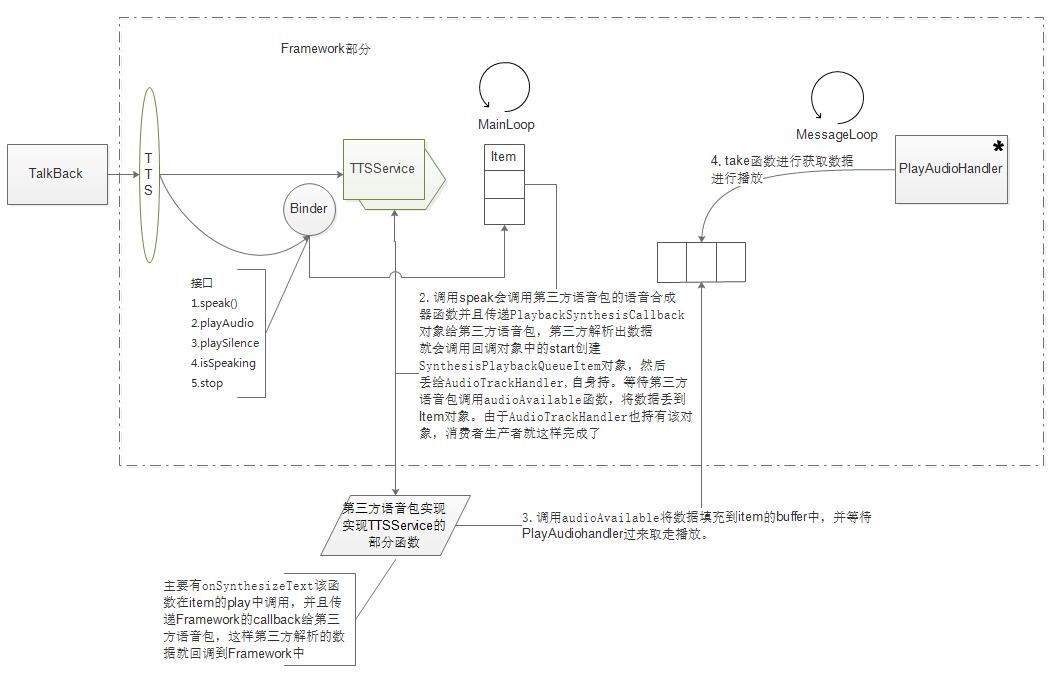 Framework部分
MainLoop
MessageLoop
TalkBack
T
T
S
TTSService
Binder
Item
4. take函数进行获取数据
进行播放
PlayAudioHandler
*
接口
1.speak()
2.playAudio
3.playSilence
4.isSpeaking
5.stop
2. 调用speak会调用第三方语音包的语音合成
器函数并且传递PlaybackSynthesisCallback
对象给第三方语音包，第三方解析出数据
就会调用回调对象中的start创建
SynthesisPlaybackQueueItem对象，然后
丢给AudioTrackHandler,自身持。等待第三方
语音包调用audioAvailable函数，将数据丢到
Item对象。由于AudioTrackHandler也持有该对
象，消费者生产者就这样完成了
第三方语音包实现
实现TTSService的
部分函数
3. 调用audioAvailable将数据填充到item的buffer中，并等待
PlayAudiohandler过来取走播放。
主要有onSynthesizeText该函
数在item的play中调用，并且传
递Framework的callback给第三
方语音包，这样第三方解析的数
据就回调到Framework中